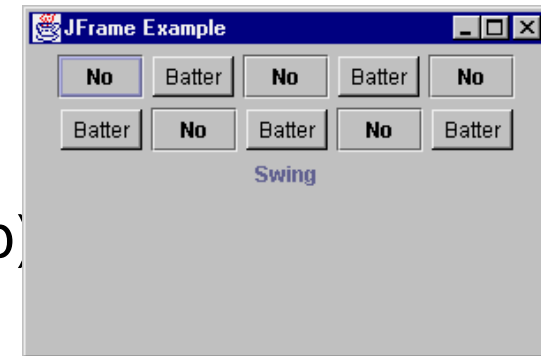 JFrame Example
No Batter No Batter No
Batter No Batter No Batter
Swing
)